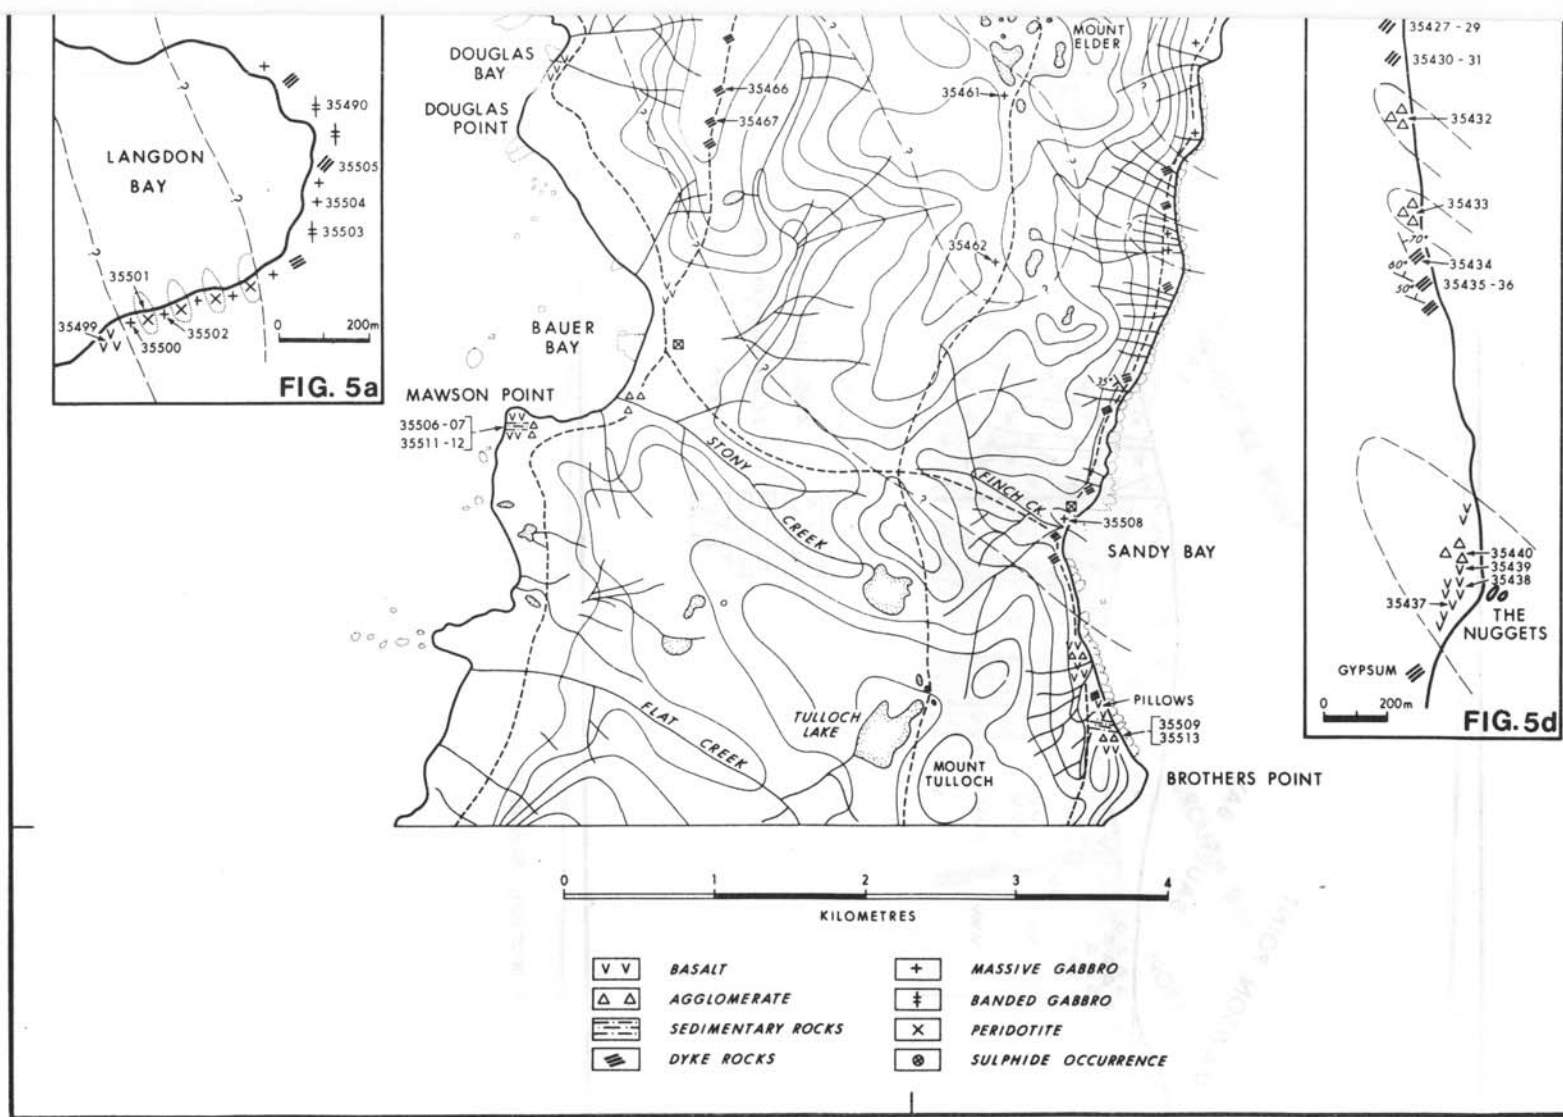 LANGDON
BAY
?
?
35490
35505
35504
35503
35501
35499
35502
35500
0 200m
FIG. 5a
DOUGLAS
BAY
DOUGLAS
POINT
BAUER
BAY
MAWSON POINT
35506-07
35511-12
35466
35467
MOUNT
ELDER
35461
35462
?
?
?
?
?
?
?
?
35°
STONY
CREEK
FINCH CK.
35508
SANDY BAY
FLAT
CREEK
TULLOCH
LAKE
MOUNT
TULLOCH
PILLOWS
35509
35513
BROTHERS POINT
35427-29
35430-31
35432
35433
70°
35434
60°
35435-36
50°
35440
35439
35438
35437
THE
NUGGETS
GYPSUM
0 200m
FIG. 5d
0 1 2 3 4
KILOMETRES
BASALT
AGGLOMERATE
SEDIMENTARY ROCKS
DYKE ROCKS
MASSIVE GABBRO
BANDED GABBRO
PERIDOTITE
SULPHIDE OCCURRENCE